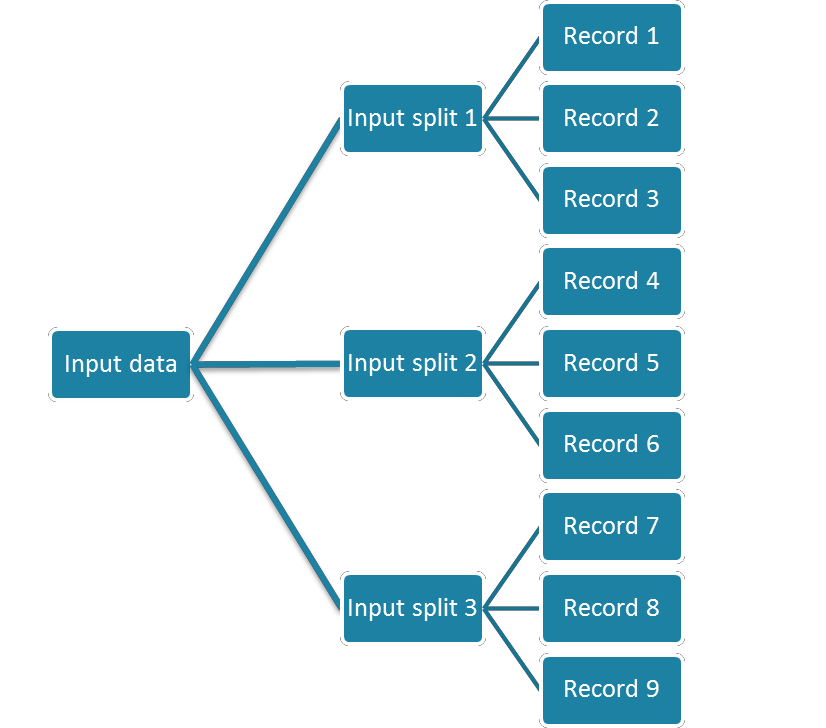 Input data
Input split 1
Record 1
Record 2
Record 3
Input split 2
Record 4
Record 5
Record 6
Input split 3
Record 7
Record 8
Record 9